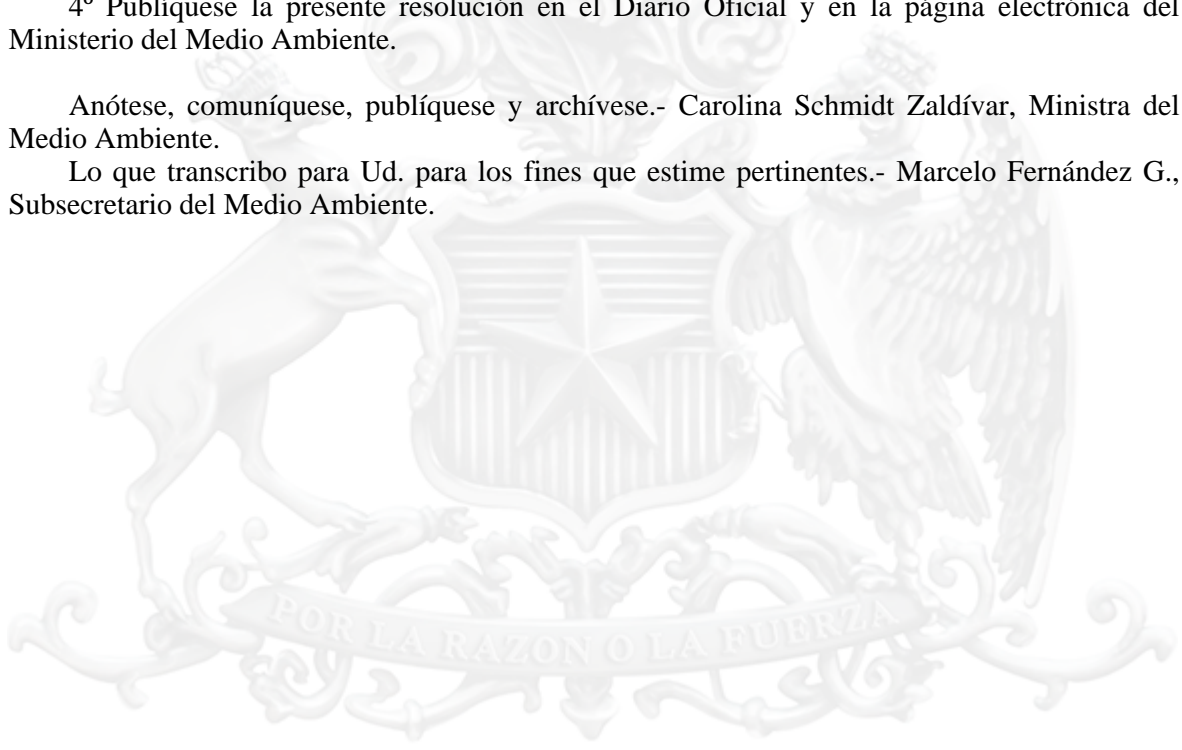 4º Publíquese la presente resolución en el Diario Oficial y en la página electrónica del
Ministerio del Medio Ambiente.
Anótese, comuníquese, publíquese y archívese.- Carolina Schmidt Zaldívar, Ministra del
Medio Ambiente.
Lo que transcribo para Ud. para los fines que estime pertinentes.- Marcelo Fernández G.,
Subsecretario del Medio Ambiente.
POR LA RAZON O LA FUERZA